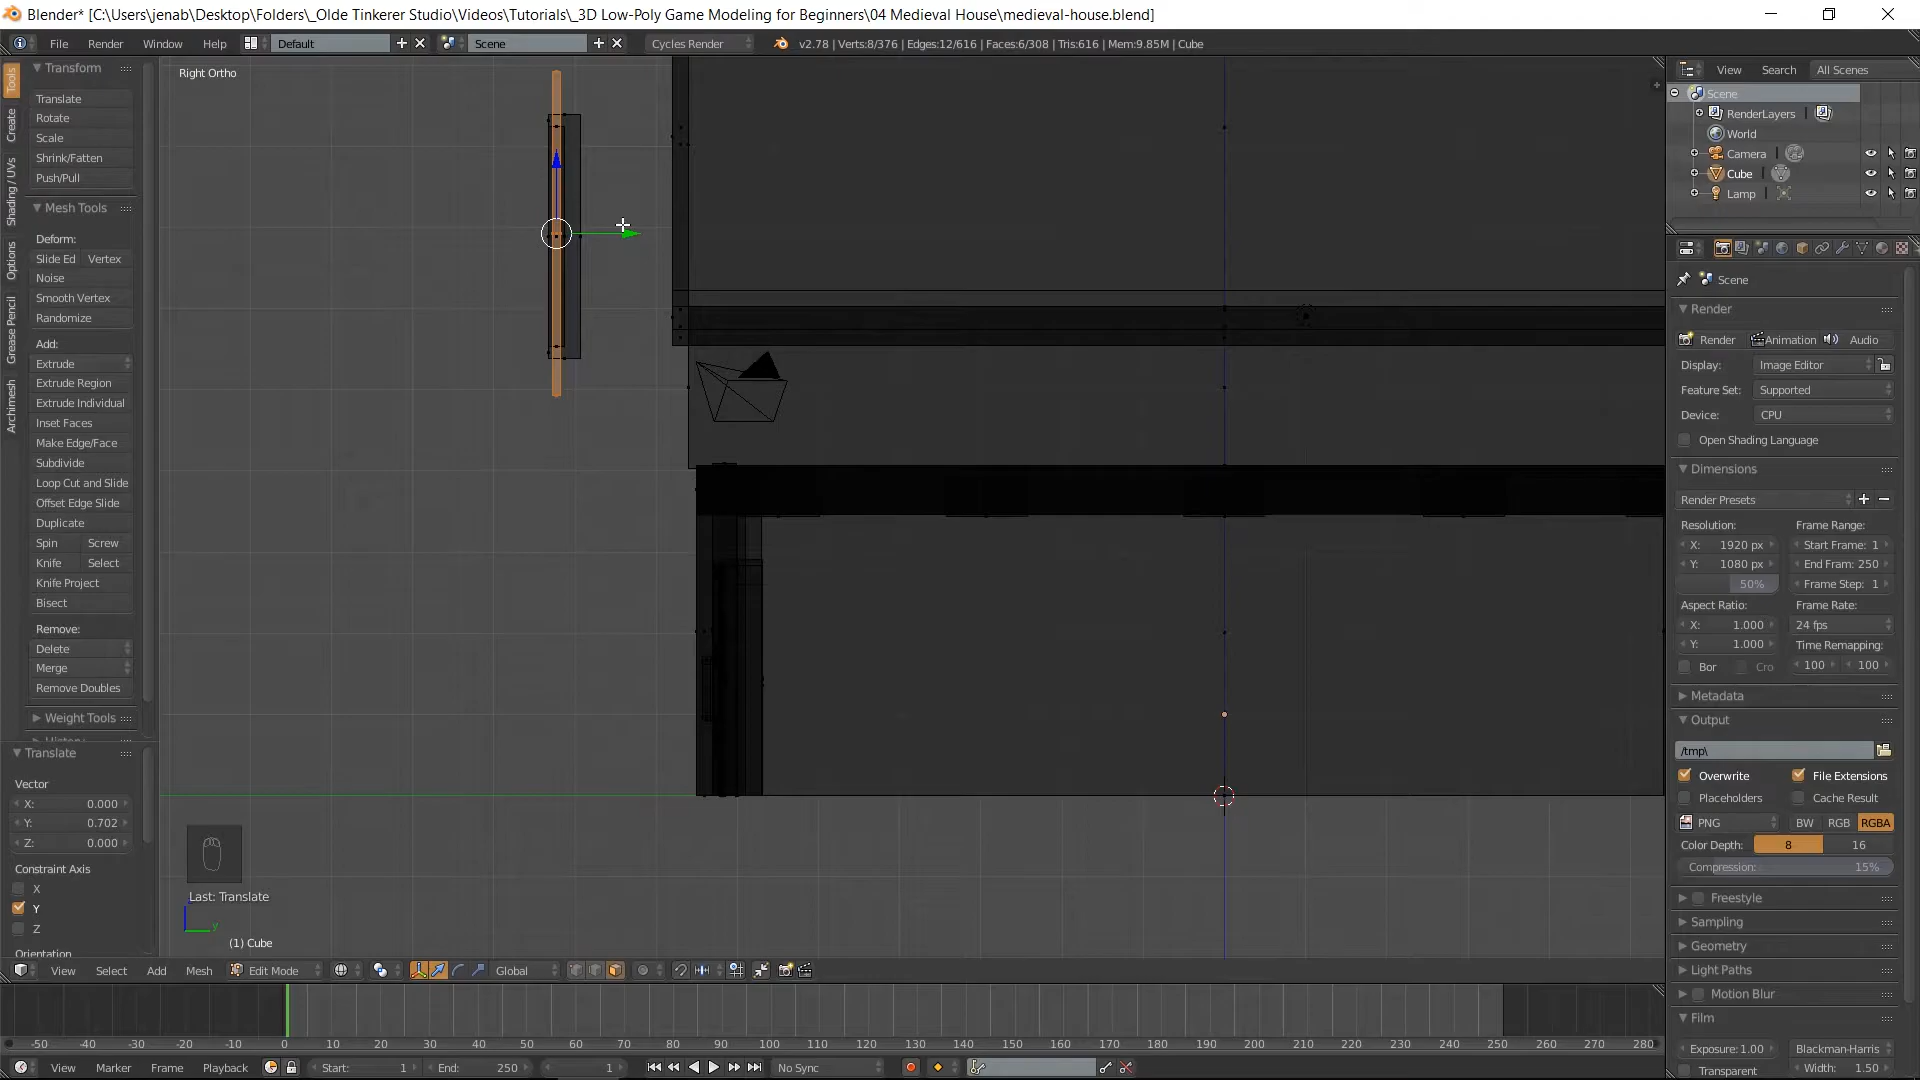 Blender* [C:\Users\jenab\Desktop\Folders\_Olde Tinkerer Studio\Videos\Tutorials\_3D Low-Poly Game Modeling for Beginners\04 Medieval House\medieval-house.blend]
File Render Window Help Default Scene Cycles Render v2.78 | Verts:8/376 | Edges:12/616 | Faces:6/308 | Tris:616 | Mem:9.85M | Cube
Tools
Create
Shading / UVs
Options
Grease Pencil
Archimesh
Transform
Translate
Rotate
Scale
Shrink/Fatten
Push/Pull
Mesh Tools
Deform:
Slide Ed Vertex
Noise
Smooth Vertex
Randomize
Add:
Extrude
Extrude Region
Extrude Individual
Inset Faces
Make Edge/Face
Subdivide
Loop Cut and Slide
Offset Edge Slide
Duplicate
Spin Screw
Knife Select
Knife Project
Bisect
Remove:
Delete
Merge
Remove Doubles
Weight Tools
Translate
Vector
X: 0.000
Y: 0.702
Z: 0.000
Constraint Axis
X
Y
Z
Orientation
Right Ortho
Last: Translate
y
(1) Cube
View Select Add Mesh Edit Mode Global
-50 -40 -30 -20 -10 0 10 20 30 40 50 60 70 80 90 100 110 120 130 140 150 160 170 180 190 200 210 220 230 240 250 260 270 280
View Marker Frame Playback Start: 1 End: 250 1 No Sync
View Search All Scenes
Scene
RenderLayers |
World
Camera |
Cube |
Lamp |
Scene
Render
Render Animation Audio
Display: Image Editor
Feature Set: Supported
Device: CPU
Open Shading Language
Dimensions
Render Presets
Resolution: Frame Range:
X: 1920 px Start Frame: 1
Y: 1080 px End Fram: 250
50% Frame Step: 1
Aspect Ratio: Frame Rate:
X: 1.000 24 fps
Y: 1.000 Time Remapping:
Bor Cro 100 100
Metadata
Output
/tmp\
Overwrite File Extensions
Placeholders Cache Result
PNG BW RGB RGBA
Color Depth: 8 16
Compression: 15%
Freestyle
Sampling
Geometry
Light Paths
Motion Blur
Film
Exposure: 1.00 Blackman-Harris
Transparent Width: 1.50